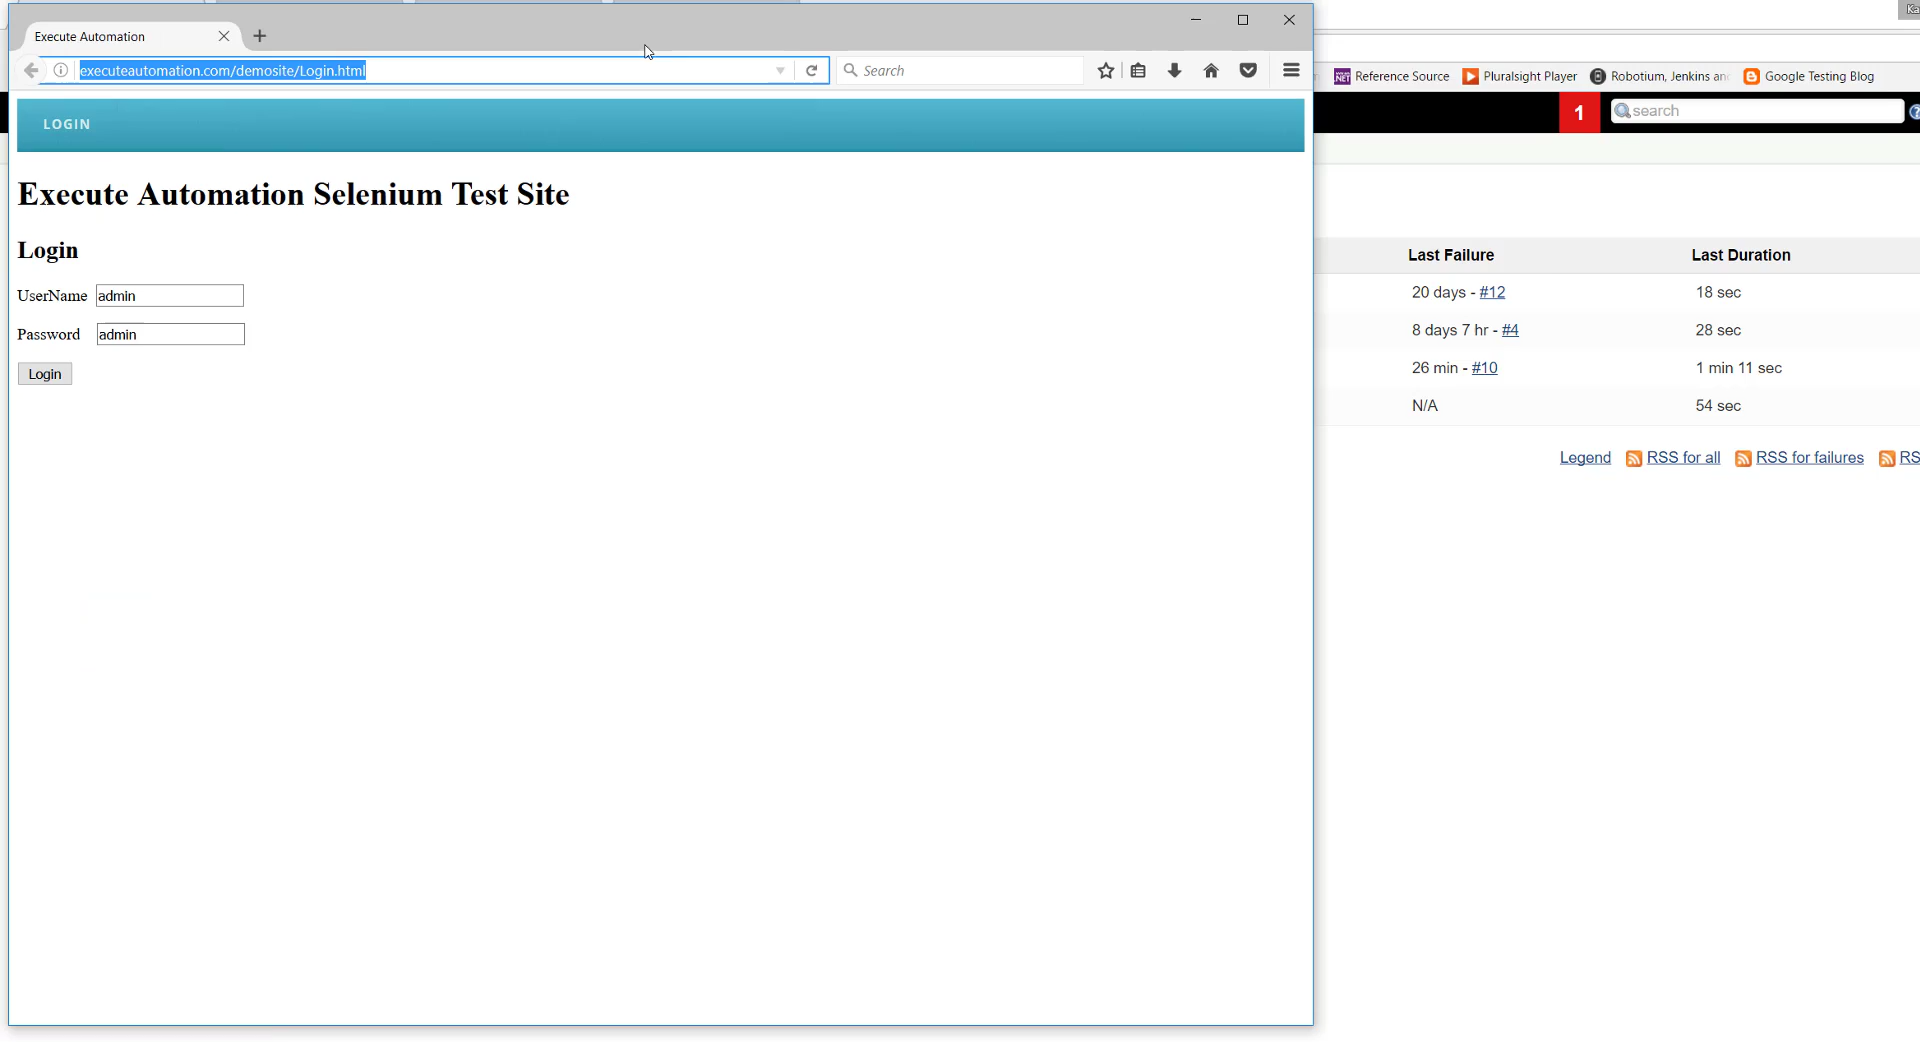 Execute Automation
executeautomation.com/demosite/Login.html
Search
LOGIN
Execute Automation Selenium Test Site
Login
UserName admin
Password admin
Login
Reference Source Pluralsight Player Robotium, Jenkins an Google Testing Blog
1 search
Last Failure Last Duration
20 days - #12 18 sec
8 days 7 hr - #4 28 sec
26 min - #10 1 min 11 sec
N/A 54 sec
Legend RSS for all RSS for failures RS